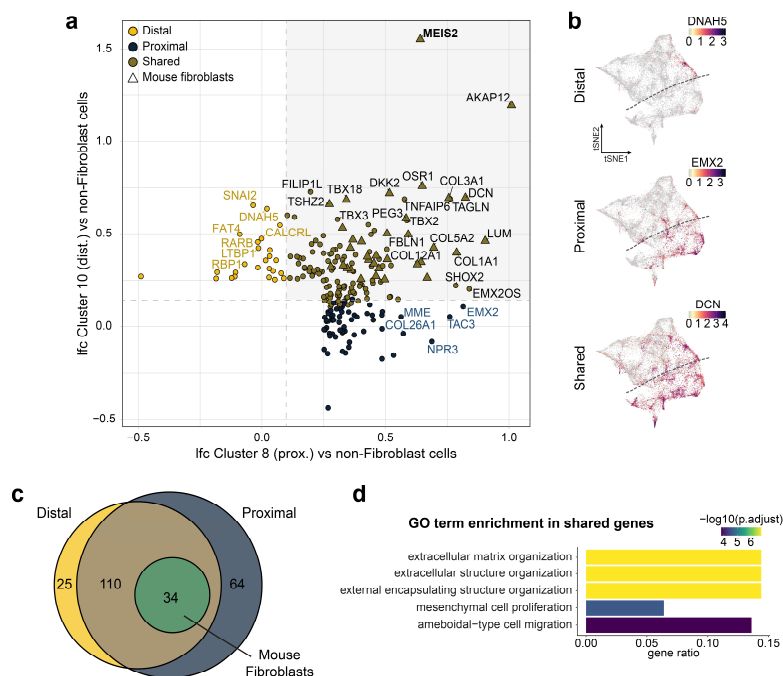 a
Distal
Proximal
Shared
Mouse fibroblasts
MEIS2
AKAP12
SNAI2
FILIP1L
TBX18
DKK2
OSR1
COL3A1
TSHZ2
DCN
DNAH5
TBX3
PEG3
TNFAIP6
TAGLN
TBX2
FAT4
CALCRL
LUM
RARB
FBLN1
COL5A2
LTBP1
COL12A1
COL1A1
RBP1
SHOX2
EMX2OS
MME
EMX2
COL26A1
TAC3
NPR3
1.5
1.0
0.5
0.0
−0.5
−0.5
0.0
0.5
1.0
lfc Cluster 10 (dist.) vs non-Fibroblast cells
lfc Cluster 8 (prox.) vs non-Fibroblast cells
b
DNAH5
0 1 2 3
Distal
tSNE2
tSNE1
EMX2
0 1 2 3
Proximal
DCN
0 1 2 3 4
Shared
c
Distal
Proximal
25
110
34
64
Mouse
Fibroblasts
d
GO term enrichment in shared genes
−log10(p.adjust)
4 5 6
extracellular matrix organization
extracellular structure organization
external encapsulating structure organization
mesenchymal cell proliferation
ameboidal−type cell migration
0.00
0.05
0.10
0.15
gene ratio